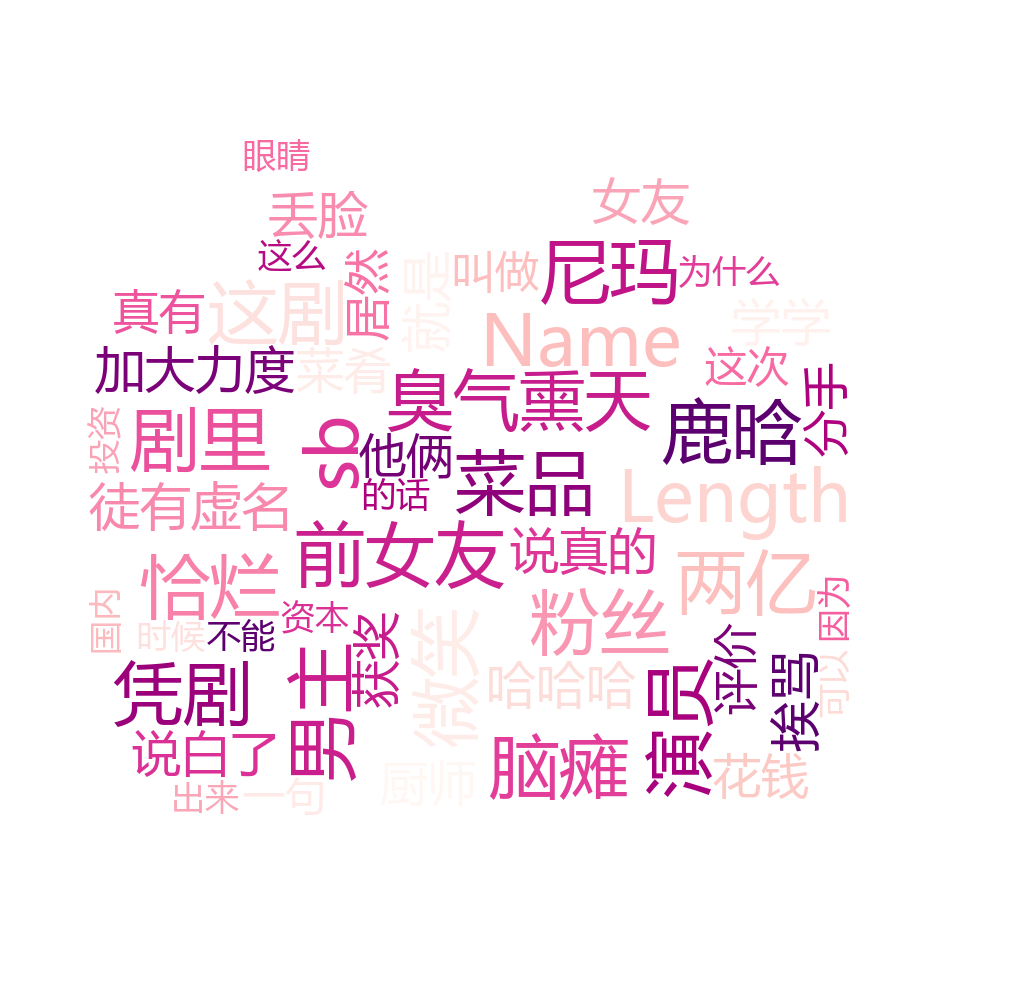 眼睛
丢脸
女友
这么
居然
就是
叫做
尼玛
为什么
真有
这剧
Name
学学
加大力度
菜肴
臭气熏天
这次
分手
投资
剧里
sb
他俩
菜品
鹿晗
的话
徒有虚名
Length
前女友
说真的
恰烂
两亿
国内
时候
不能
资本
获奖
微笑
粉丝
因为
评价
凭剧
男主
哈哈哈
演员
挨骂
可以
说白了
脑瘫
花钱
厨师
出来
一句